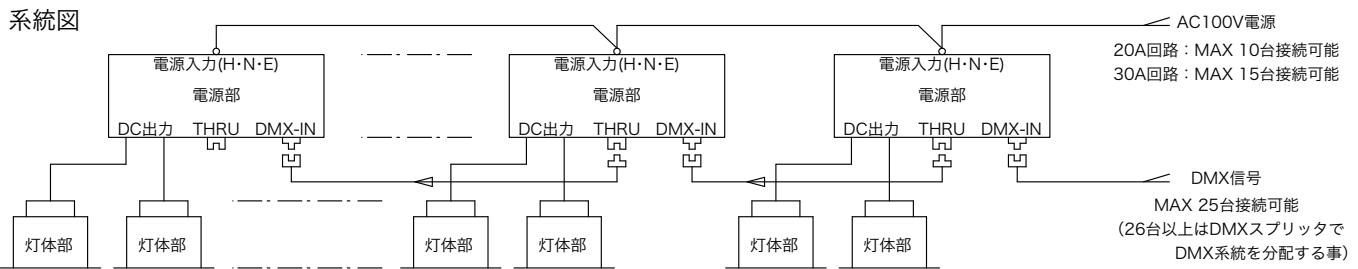 系統図
AC100V電源
20A回路：MAX 10台接続可能
30A回路：MAX 15台接続可能
電源入力(H・N・E)
電源部
DC出力 THRU DMX-IN
電源入力(H・N・E)
電源部
DC出力 THRU DMX-IN
電源入力(H・N・E)
電源部
DC出力 THRU DMX-IN
DMX信号
MAX 25台接続可能
(26台以上はDMXスプリッタで
DMX系統を分配する事)
灯体部
灯体部
灯体部
灯体部
灯体部
灯体部